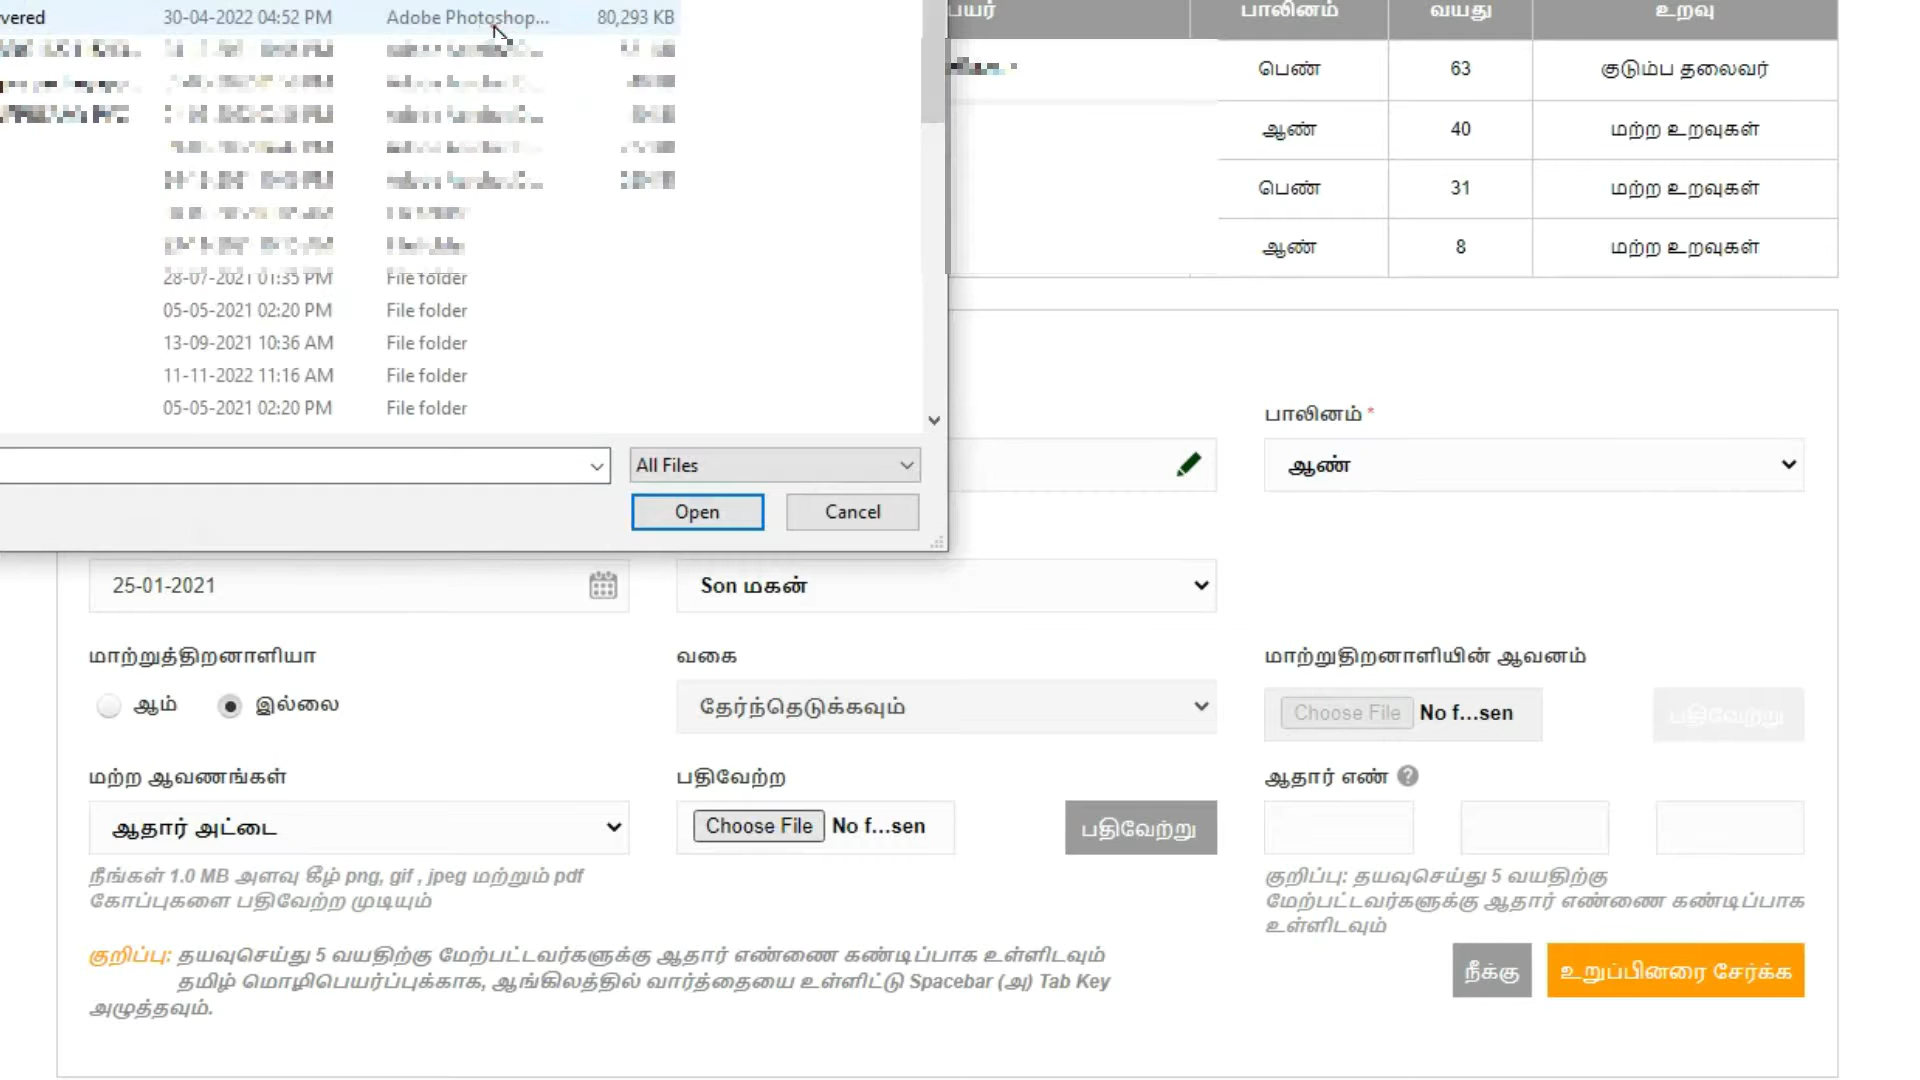 vered 30-04-2022 04:52 PM Adobe Photoshop... 80,293 KB
28-07-2021 01:35 PM File folder
05-05-2021 02:20 PM File folder
13-09-2021 10:36 AM File folder
11-11-2022 11:16 AM File folder
05-05-2021 02:20 PM File folder
All Files
Open Cancel
பெயர் பாலினம் வயது உறவு
பெண் 63 குடும்ப தலைவர்
ஆண் 40 மற்ற உறவுகள்
பெண் 31 மற்ற உறவுகள்
ஆண் 8 மற்ற உறவுகள்
பாலினம் *
ஆண்
25-01-2021 Son மகன்
மாற்றுத்திறனாளியா வகை மாற்றுதிறனாளியின் ஆவனம்
ஆம் இல்லை தேர்ந்தெடுக்கவும் Choose File No f...sen பதிவேற்று
மற்ற ஆவணங்கள் பதிவேற்ற ஆதார் எண் ?
ஆதார் அட்டை Choose File No f...sen பதிவேற்று
நீங்கள் 1.0 MB அளவு கீழ் png, gif , jpeg மற்றும் pdf
கோப்புகளை பதிவேற்ற முடியும்
குறிப்பு: தயவுசெய்து 5 வயதிற்கு
மேற்பட்டவர்களுக்கு ஆதார் எண்ணை கண்டிப்பாக
உள்ளிடவும்
குறிப்பு: தயவுசெய்து 5 வயதிற்கு மேற்பட்டவர்களுக்கு ஆதார் எண்ணை கண்டிப்பாக உள்ளிடவும்
தமிழ் மொழிபெயர்ப்புக்காக, ஆங்கிலத்தில் வார்த்தையை உள்ளிட்டு Spacebar (அ) Tab Key
அழுத்தவும்.
நீக்கு உறுப்பினரை சேர்க்க